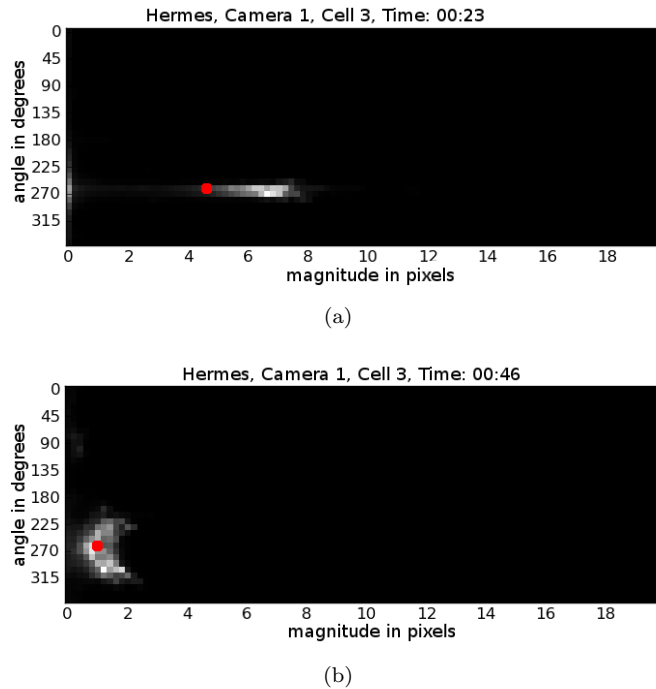 Hermes, Camera 1, Cell 3, Time: 00:23
0
45
90
135
180
225
270
315
angle in degrees
0 2 4 6 8 10 12 14 16 18
magnitude in pixels
(a)
Hermes, Camera 1, Cell 3, Time: 00:46
0
45
90
135
180
225
270
315
angle in degrees
0 2 4 6 8 10 12 14 16 18
magnitude in pixels
(b)